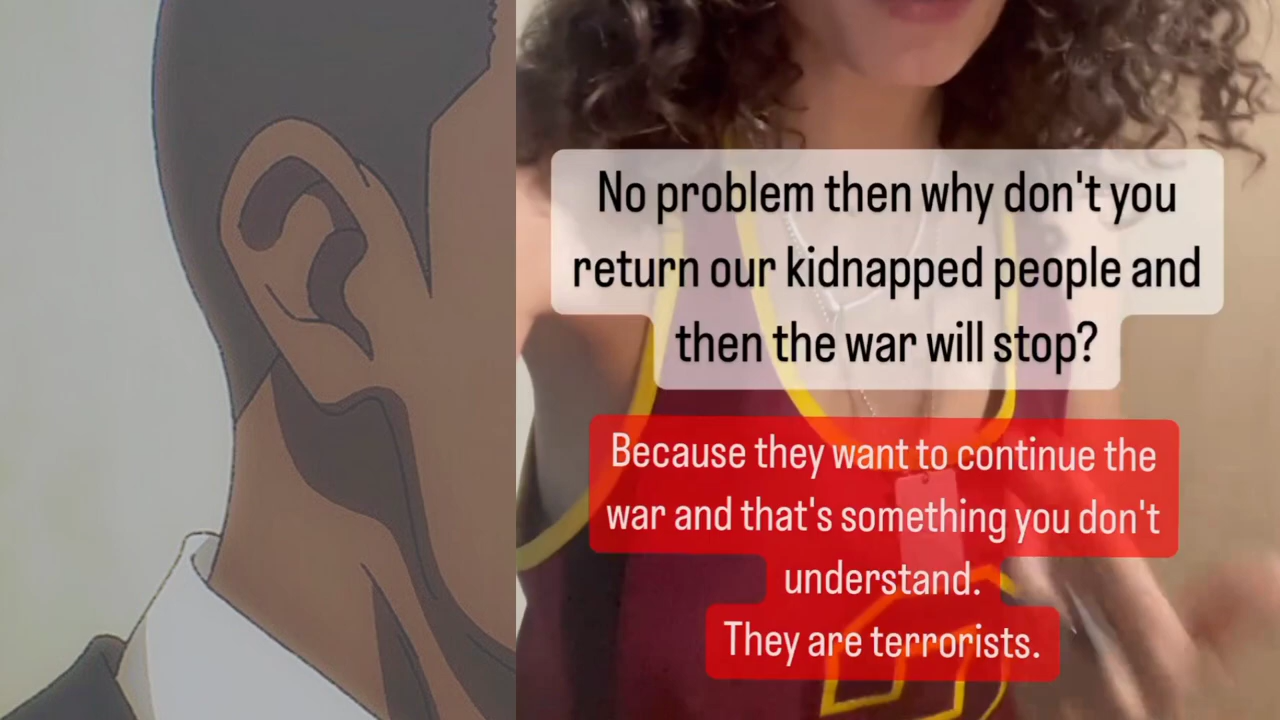 No problem then why don't you
return our kidnapped people and
then the war will stop?
Because they want to continue the
war and that's something you don't
understand.
They are terrorists.